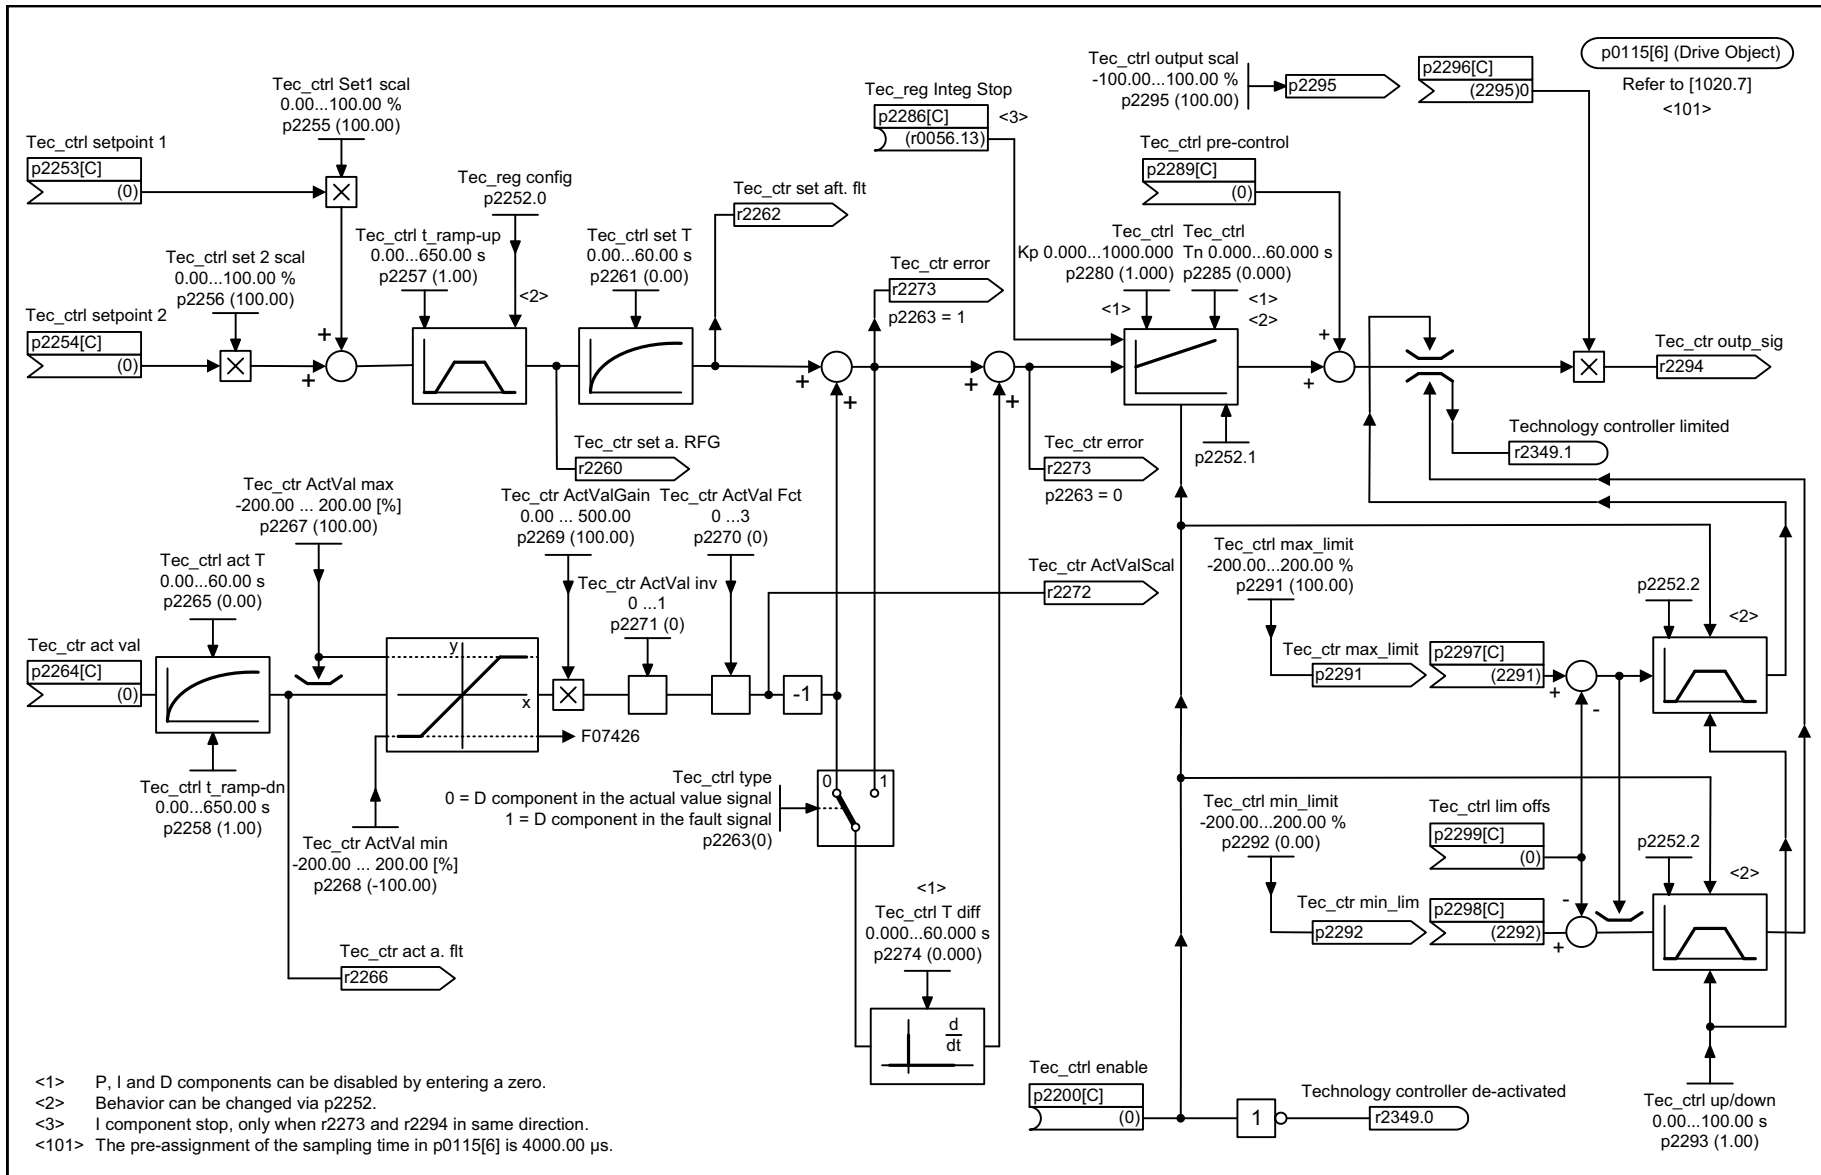 p0115[6] (Drive Object)
Refer to [1020.7]
<101>
Tec_ctrl output scal
-100.00...100.00 %
p2295 (100.00)
p2295
p2296[C]
(2295)0
Tec_ctrl Set1 scal
0.00...100.00 %
p2255 (100.00)
Tec_reg Integ Stop
p2286[C]
(r0056.13)
<3>
Tec_ctrl setpoint 1
p2253[C]
(0)
Tec_ctrl pre-control
p2289[C]
(0)
Tec_reg config
p2252.0
<2>
Tec_ctr set aft. flt
r2262
Tec_ctrl set 2 scal
0.00...100.00 %
p2256 (100.00)
Tec_ctrl t_ramp-up
0.00...650.00 s
p2257 (1.00)
Tec_ctrl set T
0.00...60.00 s
p2261 (0.00)
Tec_ctr error
r2273
p2263 = 1
Tec_ctrl
Kp 0.000...1000.000
p2280 (1.000)
<1>
Tec_ctrl
Tn 0.000...60.000 s
p2285 (0.000)
<1>
<2>
Tec_ctrl setpoint 2
p2254[C]
(0)
+
+
+
+
+
+
+
+
Tec_ctr outp_sig
r2294
Tec_ctr set a. RFG
r2260
Tec_ctr error
r2273
p2263 = 0
p2252.1
Technology controller limited
r2349.1
Tec_ctr ActVal max
-200.00 ... 200.00 [%]
p2267 (100.00)
Tec_ctr ActValGain
0.00 ... 500.00
p2269 (100.00)
Tec_ctr ActVal Fct
0 ...3
p2270 (0)
Tec_ctrl act T
0.00...60.00 s
p2265 (0.00)
Tec_ctr ActVal inv
0 ...1
p2271 (0)
Tec_ctr ActValScal
r2272
Tec_ctrl max_limit
-200.00...200.00 %
p2291 (100.00)
p2252.2
<2>
Tec_ctr act val
p2264[C]
(0)
y
x
-1
F07426
Tec_ctr max_limit
p2291
p2297[C]
(2291)
+
-
Tec_ctrl t_ramp-dn
0.00...650.00 s
p2258 (1.00)
Tec_ctr ActVal min
-200.00 ... 200.00 [%]
p2268 (-100.00)
Tec_ctrl type
0 = D component in the actual value signal
1 = D component in the fault signal
p2263(0)
0
1
Tec_ctrl min_limit
-200.00...200.00 %
p2292 (0.00)
Tec_ctrl lim offs
p2299[C]
(0)
p2252.2
<2>
<1>
Tec_ctrl T diff
0.000...60.000 s
p2274 (0.000)
Tec_ctr min_lim
p2292
p2298[C]
(2292)
-
+
Tec_ctr act a. flt
r2266
d
dt
Tec_ctrl enable
p2200[C]
(0)
1
Technology controller de-activated
r2349.0
Tec_ctrl up/down
0.00...100.00 s
p2293 (1.00)
<1> P, I and D components can be disabled by entering a zero.
<2> Behavior can be changed via p2252.
<3> I component stop, only when r2273 and r2294 in same direction.
<101> The pre-assignment of the sampling time in p0115[6] is 4000.00 µs.